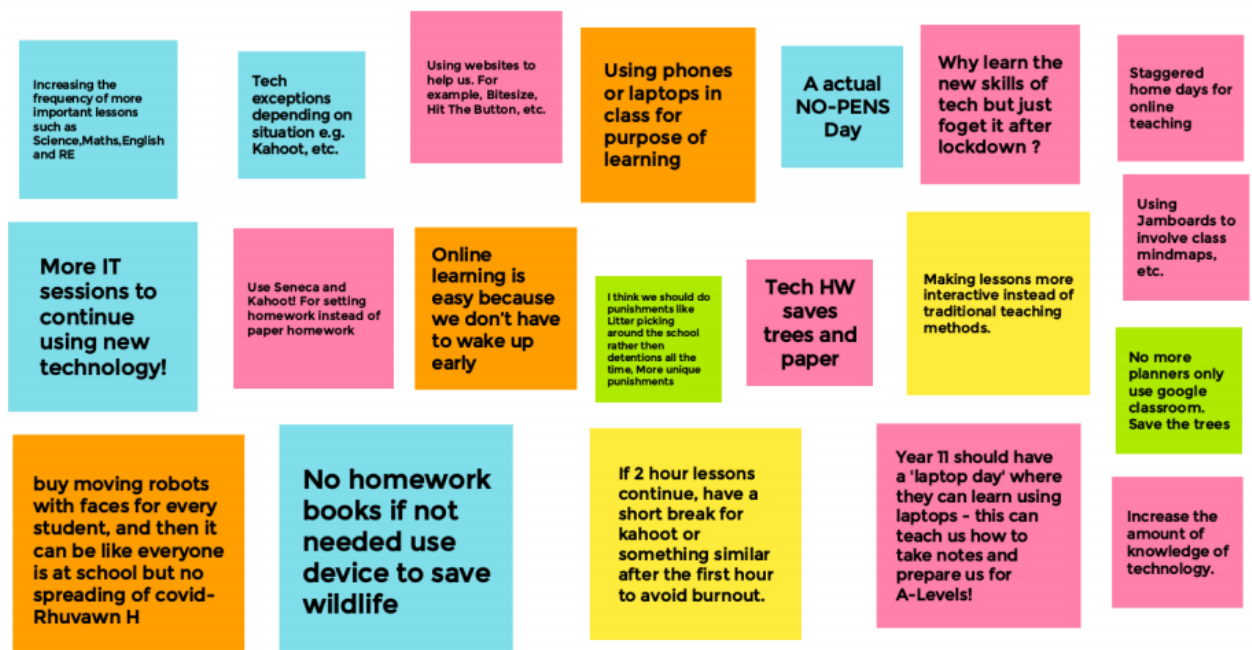 Increasing the
frequency of more
important lessons
such as
Science,Maths,English
and RE
Tech
exceptions
depending on
situation e.g.
Kahoot, etc.
Using websites to
help us. For
example, Bitesize,
Hit The Button, etc.
Using phones
or laptops in
class for
purpose of
learning
A actual
NO-PENS
Day
Why learn the
new skills of
tech but just
foget it after
lockdown ?
Staggered
home days for
online
teaching
More IT
sessions to
continue
using new
technology!
Use Seneca and
Kahoot! For setting
homework instead of
paper homework
Online
learning is
easy because
we don't have
to wake up
early
I think we should do
punishments like
Litter picking
around the school
rather then
detentions all the
time, More unique
punishments
Tech HW
saves
trees and
paper
Making lessons more
interactive instead of
traditional teaching
methods.
Using
Jamboards to
involve class
mindmaps,
etc.
No more
planners only
use google
classroom.
Save the trees
buy moving robots
with faces for every
student, and then it
can be like everyone
is at school but no
spreading of covid-
Rhuvawn H
No homework
books if not
needed use
device to save
wildlife
If 2 hour lessons
continue, have a
short break for
kahoot or
something similar
after the first hour
to avoid burnout.
Year 11 should have
a 'laptop day' where
they can learn using
laptops - this can
teach us how to
take notes and
prepare us for
A-Levels!
Increase the
amount of
knowledge of
technology.